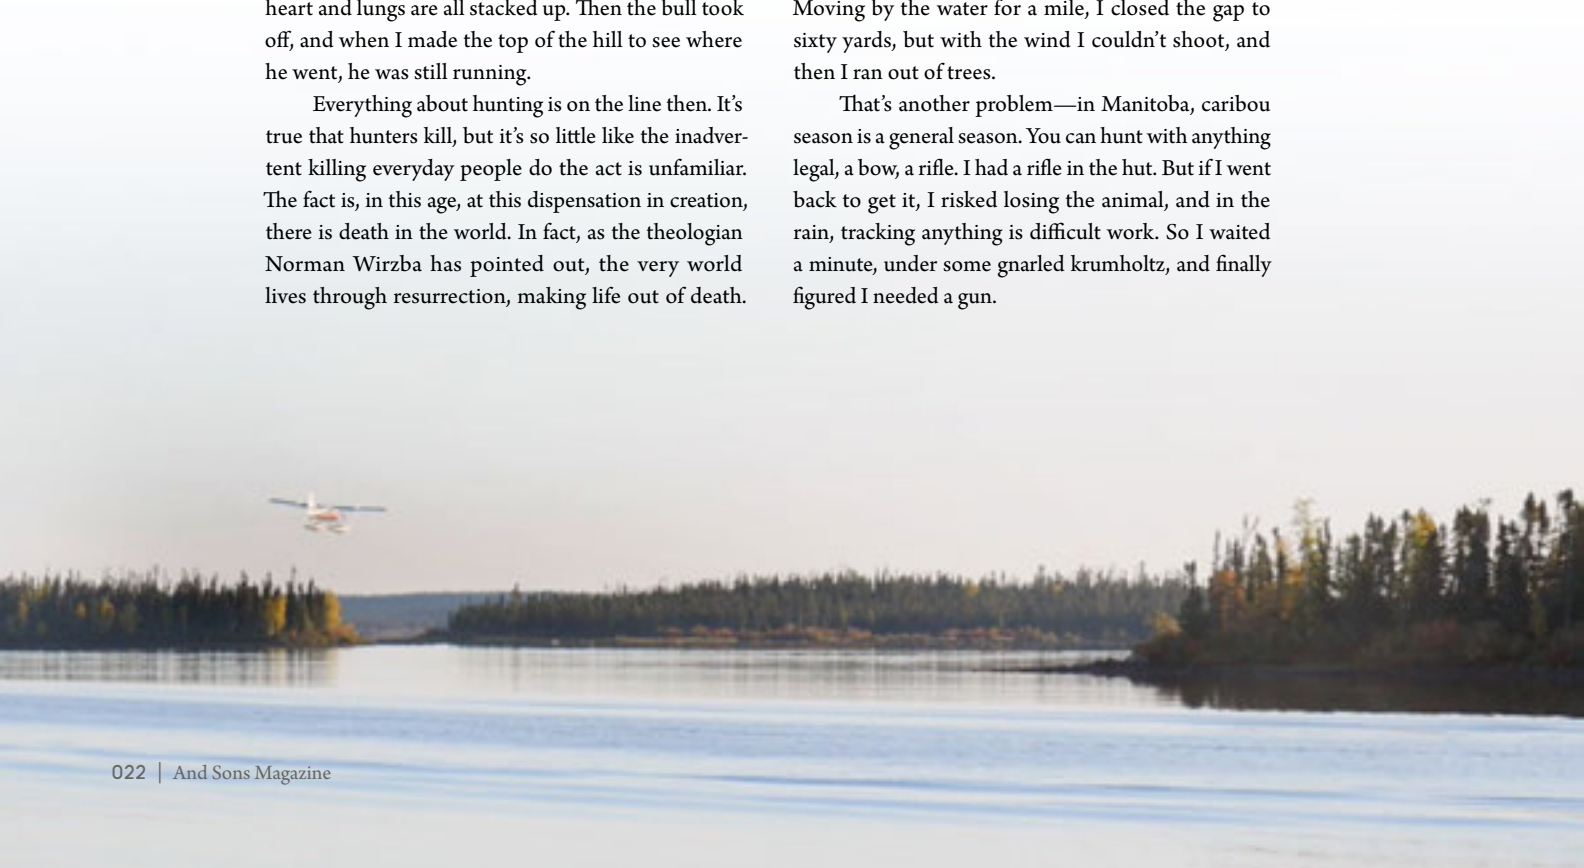 heart and lungs are all stacked up. Then the bull took
off, and when I made the top of the hill to see where
he went, he was still running.
Everything about hunting is on the line then. It’s
true that hunters kill, but it’s so little like the inadver-
tent killing everyday people do the act is unfamiliar.
The fact is, in this age, at this dispensation in creation,
there is death in the world. In fact, as the theologian
Norman Wirzba has pointed out, the very world
lives through resurrection, making life out of death.
Moving by the water for a mile, I closed the gap to
sixty yards, but with the wind I couldn’t shoot, and
then I ran out of trees.
That’s another problem—in Manitoba, caribou
season is a general season. You can hunt with anything
legal, a bow, a rifle. I had a rifle in the hut. But if I went
back to get it, I risked losing the animal, and in the
rain, tracking anything is difficult work. So I waited
a minute, under some gnarled krumholtz, and finally
figured I needed a gun.
022 | And Sons Magazine